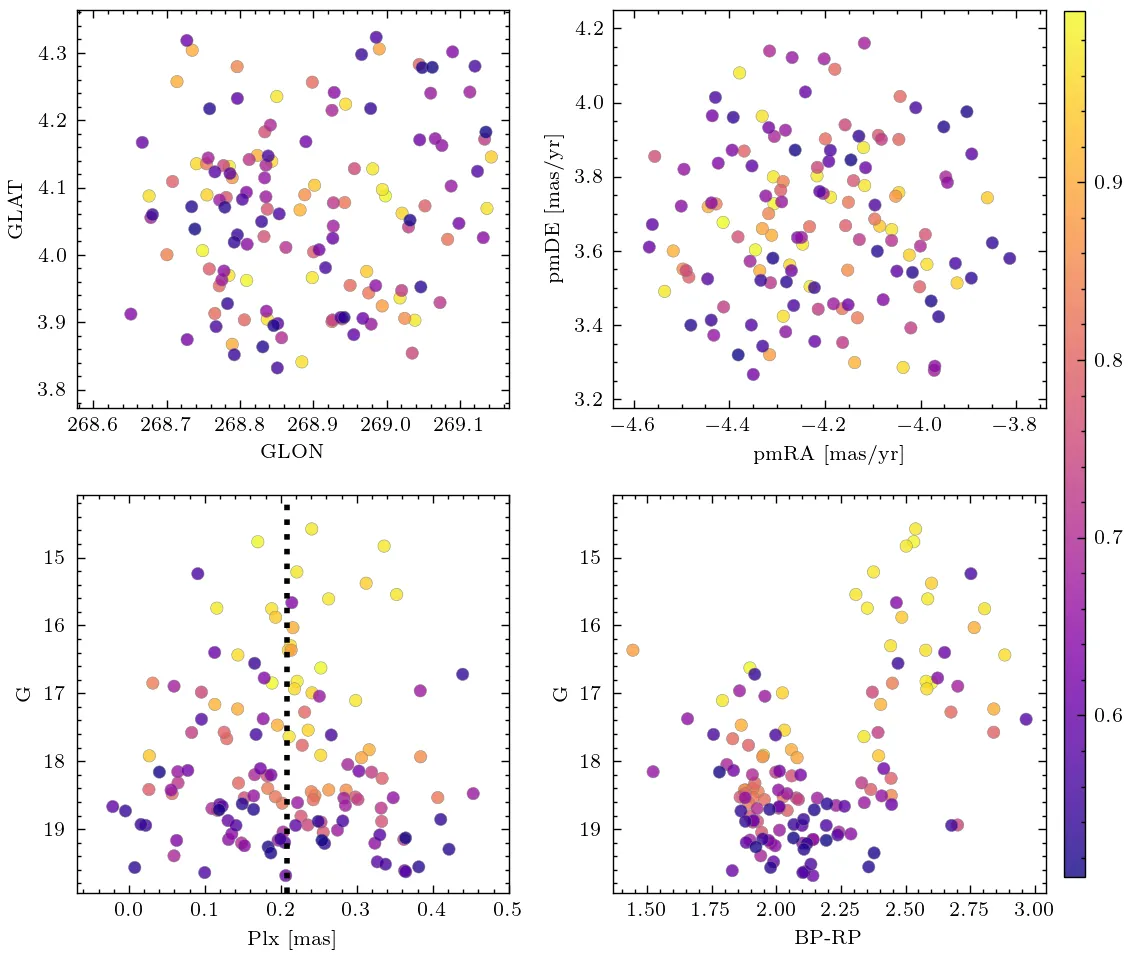 4.3
4.2
4.1
4.0
3.9
3.8
GLAT
268.6 268.7 268.8 268.9 269.0 269.1
GLON
4.2
4.0
3.8
3.6
3.4
3.2
pmDE [mas/yr]
−4.6 −4.4 −4.2 −4.0 −3.8
pmRA [mas/yr]
0.9
0.8
0.7
0.6
15
16
17
18
19
G
0.0 0.1 0.2 0.3 0.4 0.5
Plx [mas]
15
16
17
18
19
G
1.50 1.75 2.00 2.25 2.50 2.75 3.00
BP-RP